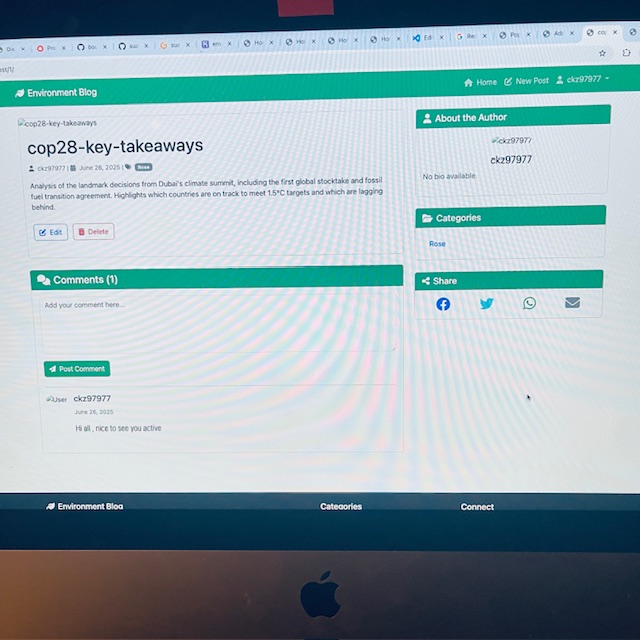 ost/1/
Environment Blog
Home New Post ckz97977
cop28-key-takeaways
cop28-key-takeaways
ckz97977 | June 26, 2025 | Rose
Analysis of the landmark decisions from Dubai's climate summit, including the first global stocktake and fossil
fuel transition agreement. Highlights which countries are on track to meet 1.5°C targets and which are lagging
behind.
Edit Delete
Comments (1)
Add your comment here...
Post Comment
User ckz97977
June 26, 2025
Hi all , nice to see you active
About the Author
ckz97977
ckz97977
No bio available
Categories
Rose
Share
Environment Blog
Categories
Connect